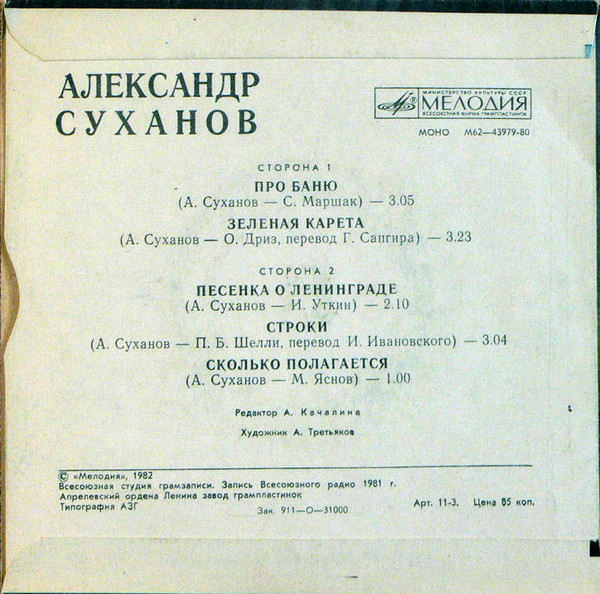 АЛЕКСАНДР
СУХАНОВ
МИНИСТЕРСТВО КУЛЬТУРЫ СССР
МЕЛОДИЯ
ВСЕСОЮЗНАЯ ФИРМА ГРАМПЛАСТИНОК
МОНО М62—43979-80
СТОРОНА 1
ПРО БАНЮ
(А. Суханов — С. Маршак) — 3.05
ЗЕЛЕНАЯ КАРЕТА
(А. Суханов — О. Дриз, перевод Г. Сапгира) — 3.23
СТОРОНА 2
ПЕСЕНКА О ЛЕНИНГРАДЕ
(А. Суханов — И. Уткин) — 2.10
СТРОКИ
(А. Суханов — П. Б. Шелли, перевод И. Ивановского) — 3.04
СКОЛЬКО ПОЛАГАЕТСЯ
(А. Суханов — М. Яснов) — 1.00
Редактор А. Качалина
Художник А. Третьяков
© «Мелодия», 1982
Всесоюзная студия грамзаписи. Запись Всесоюзного радио 1981 г.
Апрелевский ордена Ленина завод грампластинок
Типография АЗГ Зак. 911—О—31000 Арт. 11-3. Цена 85 коп.